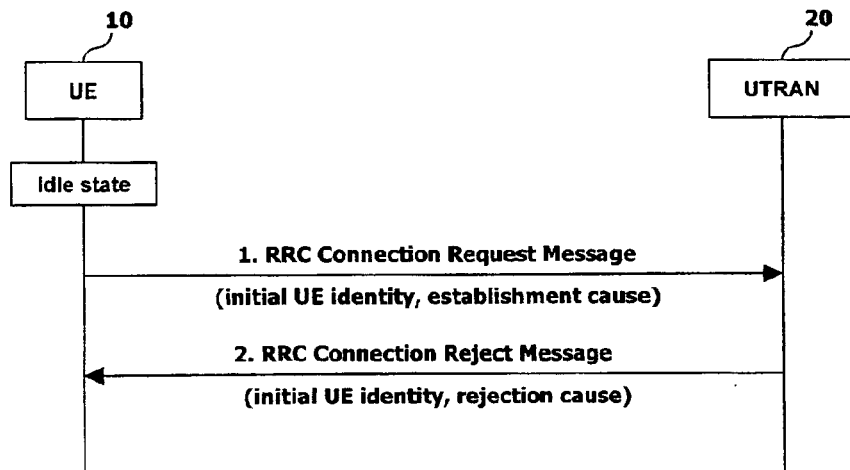 10
20
UE
UTRAN
idle state
1. RRC Connection Request Message
(initial UE identity, establishment cause)
2. RRC Connection Reject Message
(initial UE identity, rejection cause)